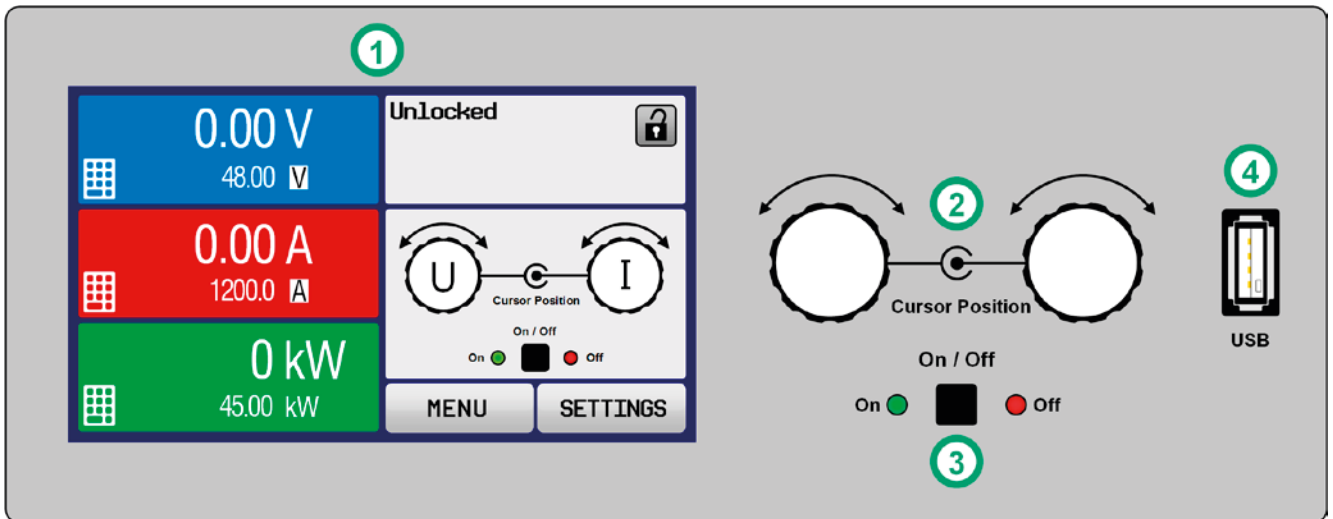 1
0.00 V
48.00 V
0.00 A
1200.0 A
0 kW
45.00 kW
Unlocked
U I
Cursor Position
On / Off
On Off
MENU SETTINGS
2
Cursor Position
On / Off
On Off
3
4
USB